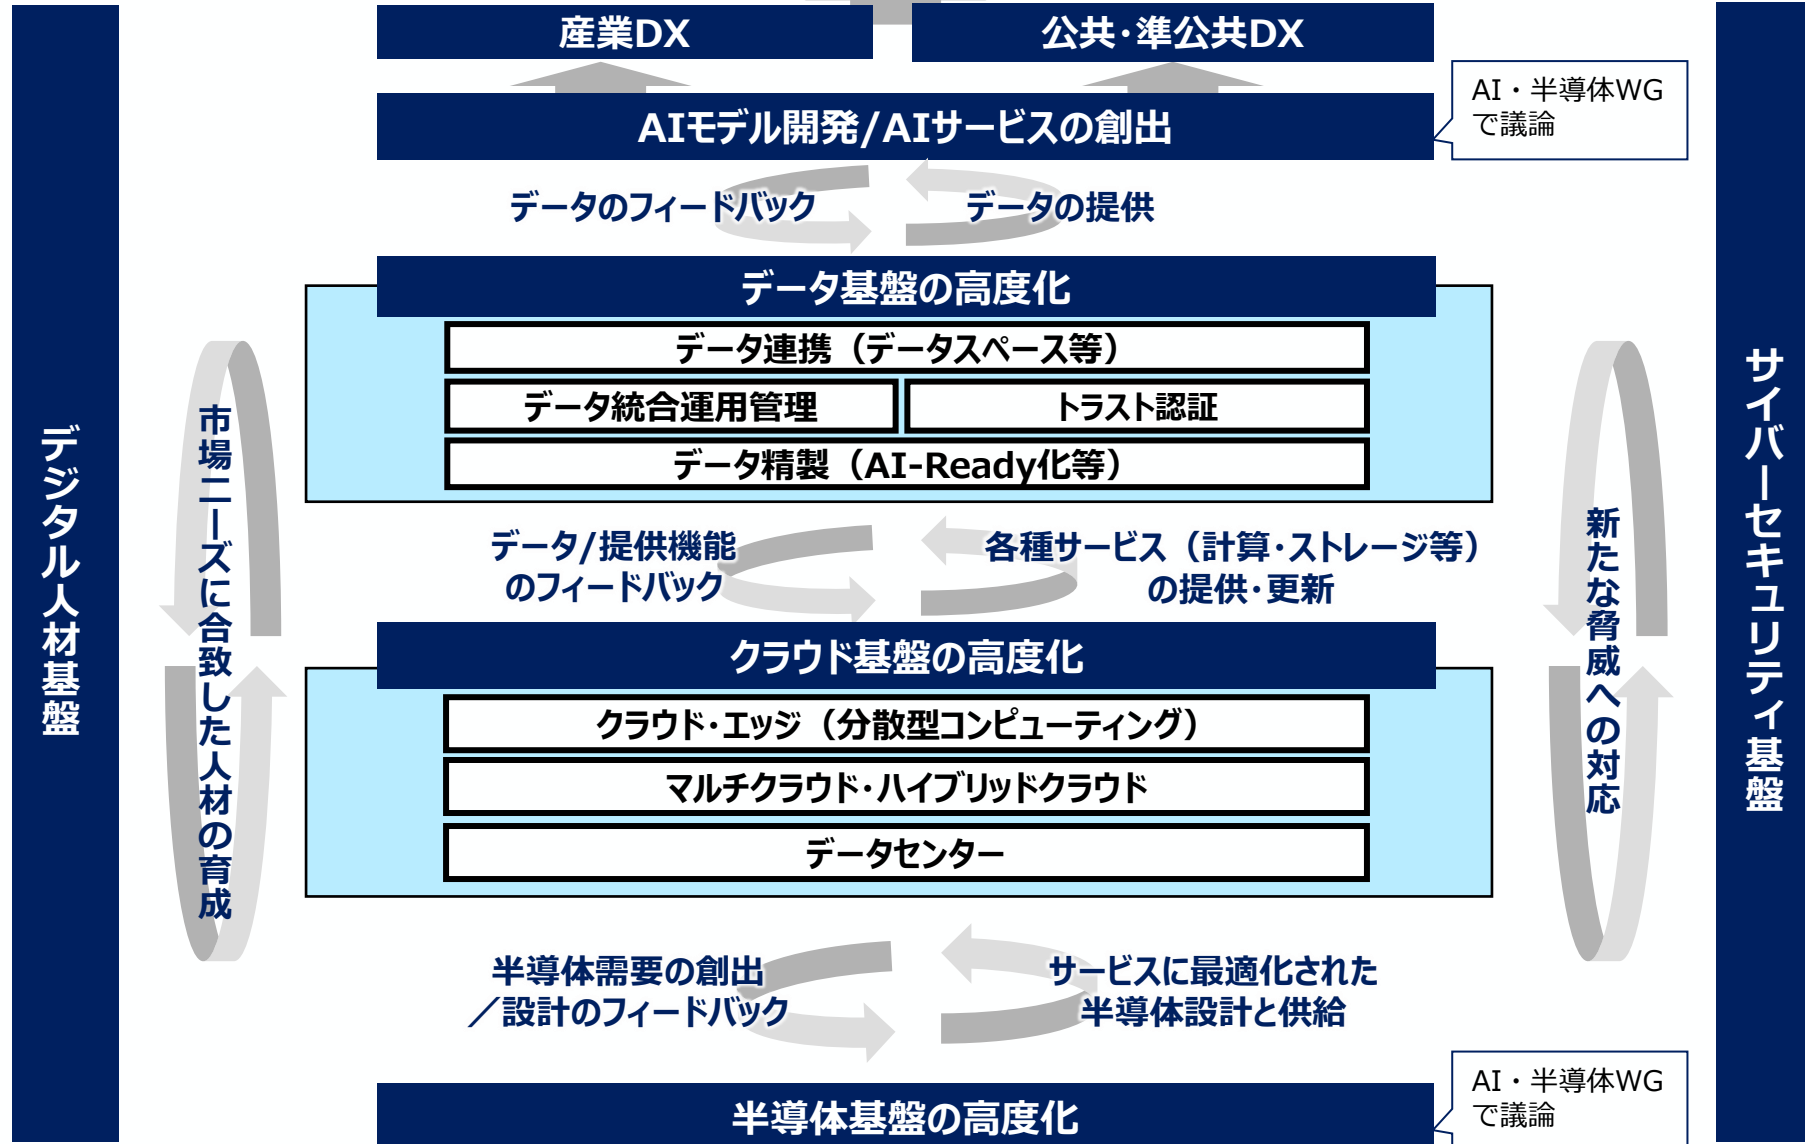 産業DX
公共・準公共DX
AIモデル開発/AIサービスの創出
AI・半導体WG
で議論
データのフィードバック
データの提供
データ基盤の高度化
データ連携（データスペース等）
データ統合運用管理
トラスト認証
データ精製（AI-Ready化等）
データ/提供機能
のフィードバック
各種サービス（計算・ストレージ等）
の提供・更新
クラウド基盤の高度化
クラウド・エッジ（分散型コンピューティング）
マルチクラウド・ハイブリッドクラウド
データセンター
半導体需要の創出
／設計のフィードバック
サービスに最適化された
半導体設計と供給
半導体基盤の高度化
AI・半導体WG
で議論
デジタル人材基盤
市場ニーズに合致した人材の育成
新たな脅威への対応
サイバーセキュリティ基盤